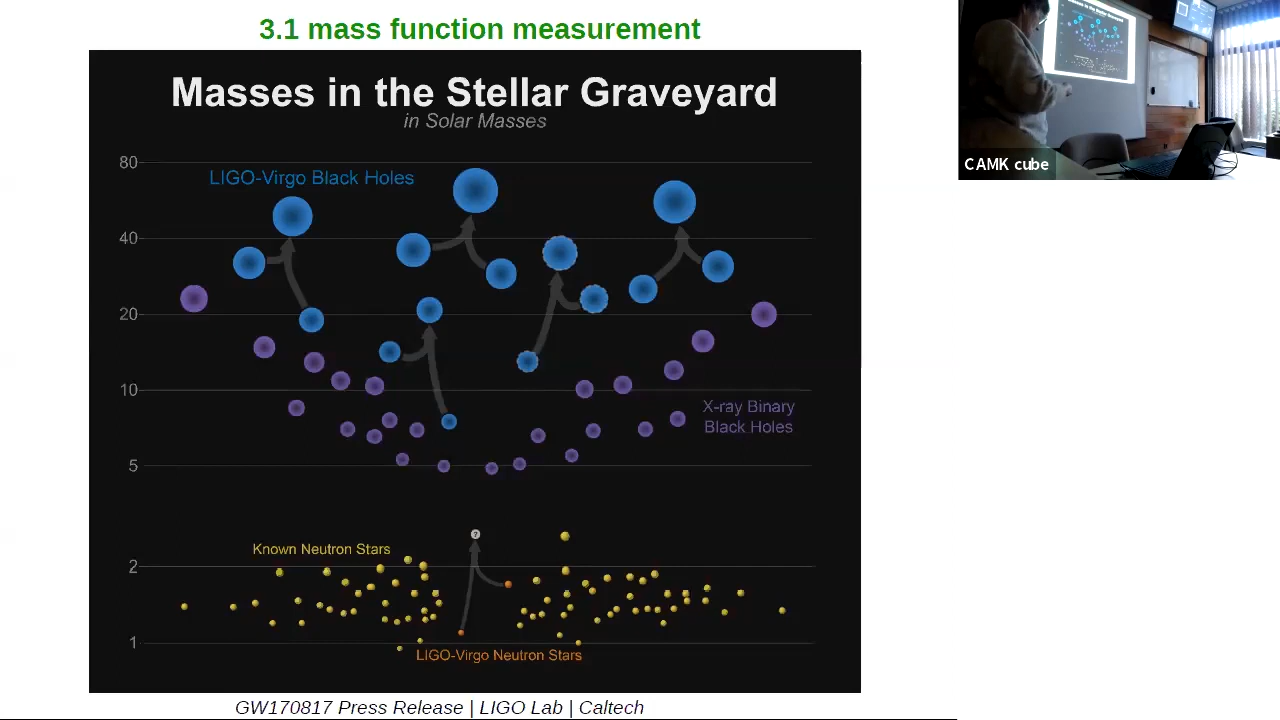 3.1 mass function measurement
Masses in the Stellar Graveyard
in Solar Masses
80
LIGO-Virgo Black Holes
40
20
10
X-ray Binary
Black Holes
5
?
Known Neutron Stars
2
1
LIGO-Virgo Neutron Stars
GW170817 Press Release | LIGO Lab | Caltech
CAMK cube